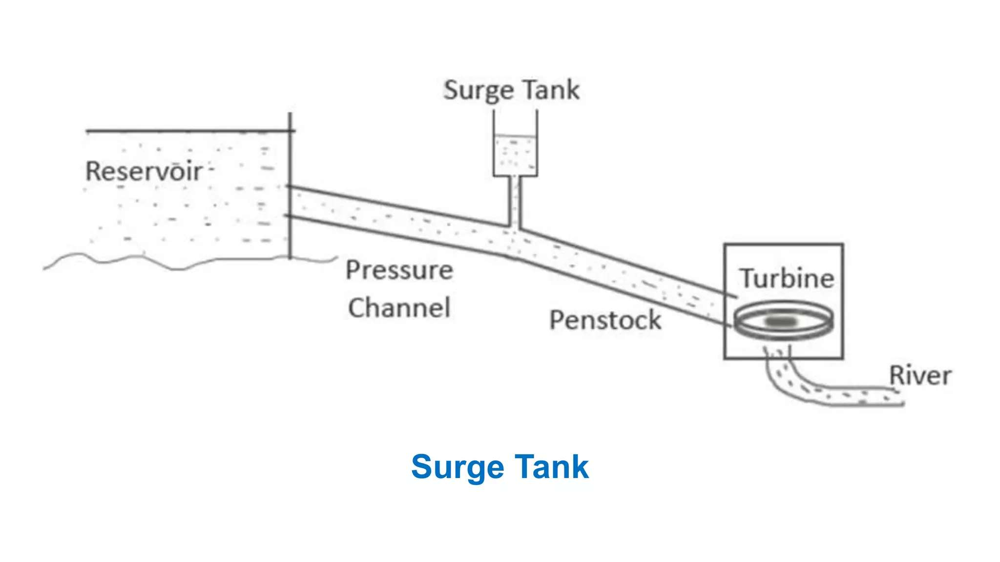 Surge Tank
Reservoir
Pressure
Channel
Penstock
Turbine
River
Surge Tank